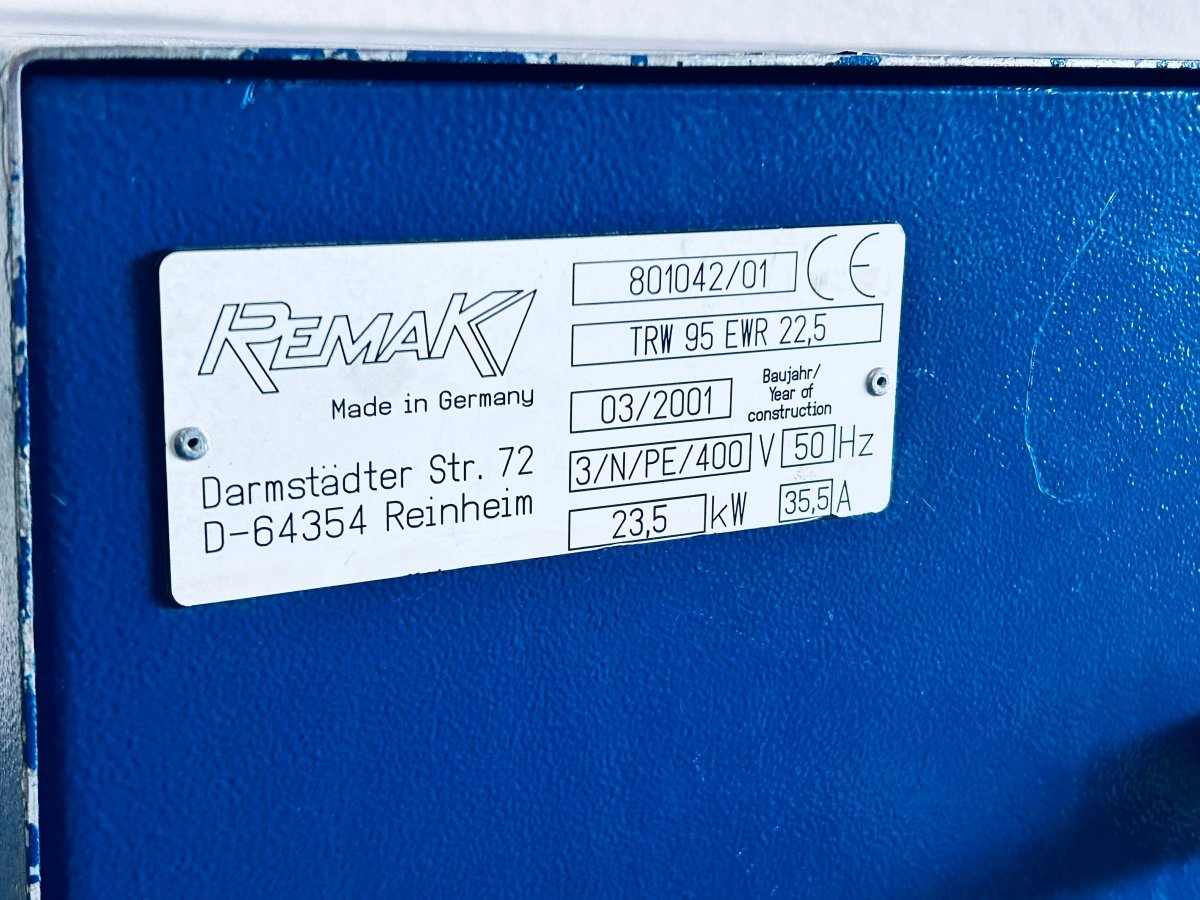 REMAK
Made in Germany
Darmstädter Str. 72
D-64354 Reinheim
801042/01 CE
TRW 95 EWR 22,5
03/2001 Baujahr/
Year of
construction
3/N/PE/400 V 50 Hz
23,5 kW 35,5 A